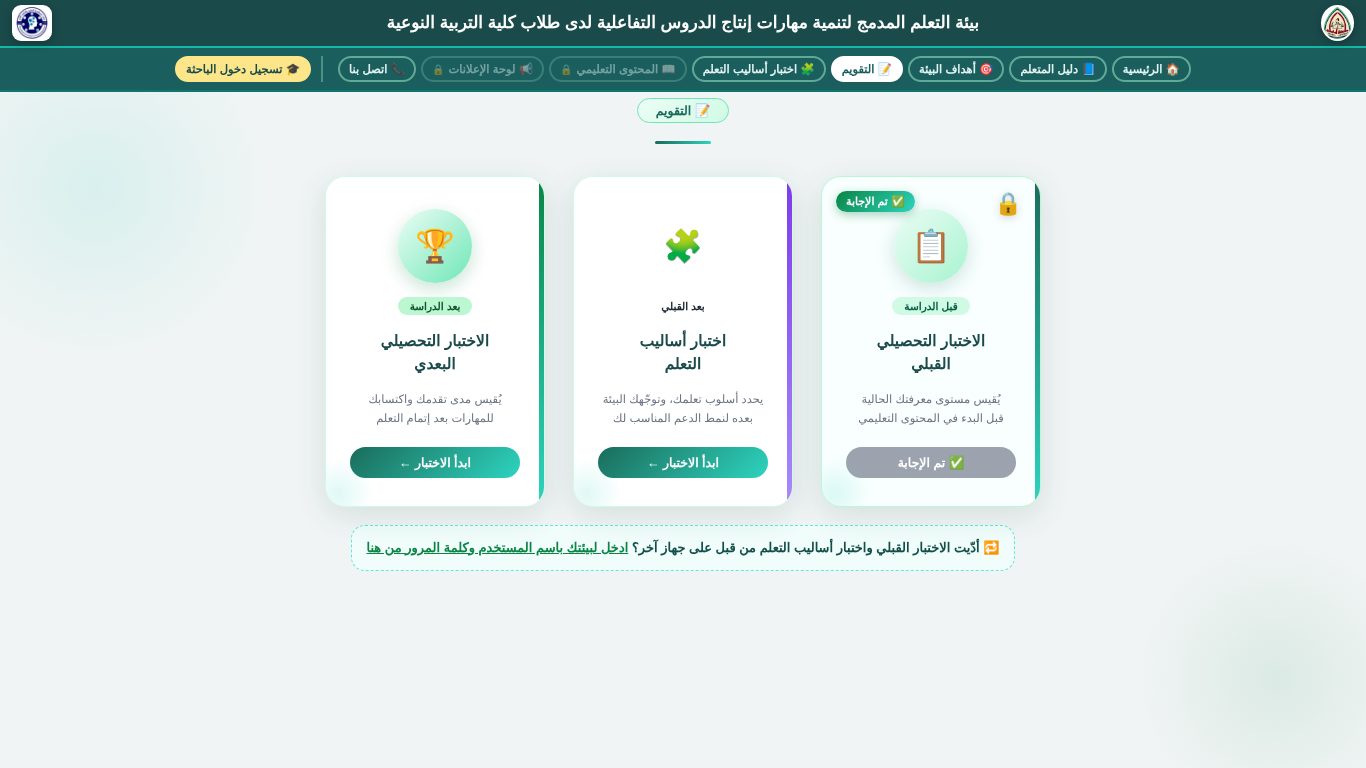 بيئة التعلم المدمج لتنمية مهارات إنتاج الدروس التفاعلية لدى طلاب كلية التربية النوعية
🏠 الرئيسية
📘 دليل المتعلم
🎯 أهداف البيئة
📝 التقويم
🧩 اختبار أساليب التعلم
📖 المحتوى التعليمي 🔒
📢 لوحة الإعلانات 🔒
📞 اتصل بنا
🎓 تسجيل دخول الباحثة
📝 التقويم
✅ تم الإجابة
قبل الدراسة
الاختبار التحصيلي
القبلي
يُقيس مستوى معرفتك الحالية
قبل البدء في المحتوى التعليمي
✅ تم الإجابة
بعد القبلي
اختبار أساليب
التعلم
يحدد أسلوب تعلمك، وتوجّهك البيئة
بعده لنمط الدعم المناسب لك
ابدأ الاختبار ←
بعد الدراسة
الاختبار التحصيلي
البعدي
يُقيس مدى تقدمك واكتسابك
للمهارات بعد إتمام التعلم
ابدأ الاختبار ←
🔁 أدّيت الاختبار القبلي واختبار أساليب التعلم من قبل على جهاز آخر؟ ادخل لبيئتك باسم المستخدم وكلمة المرور من هنا